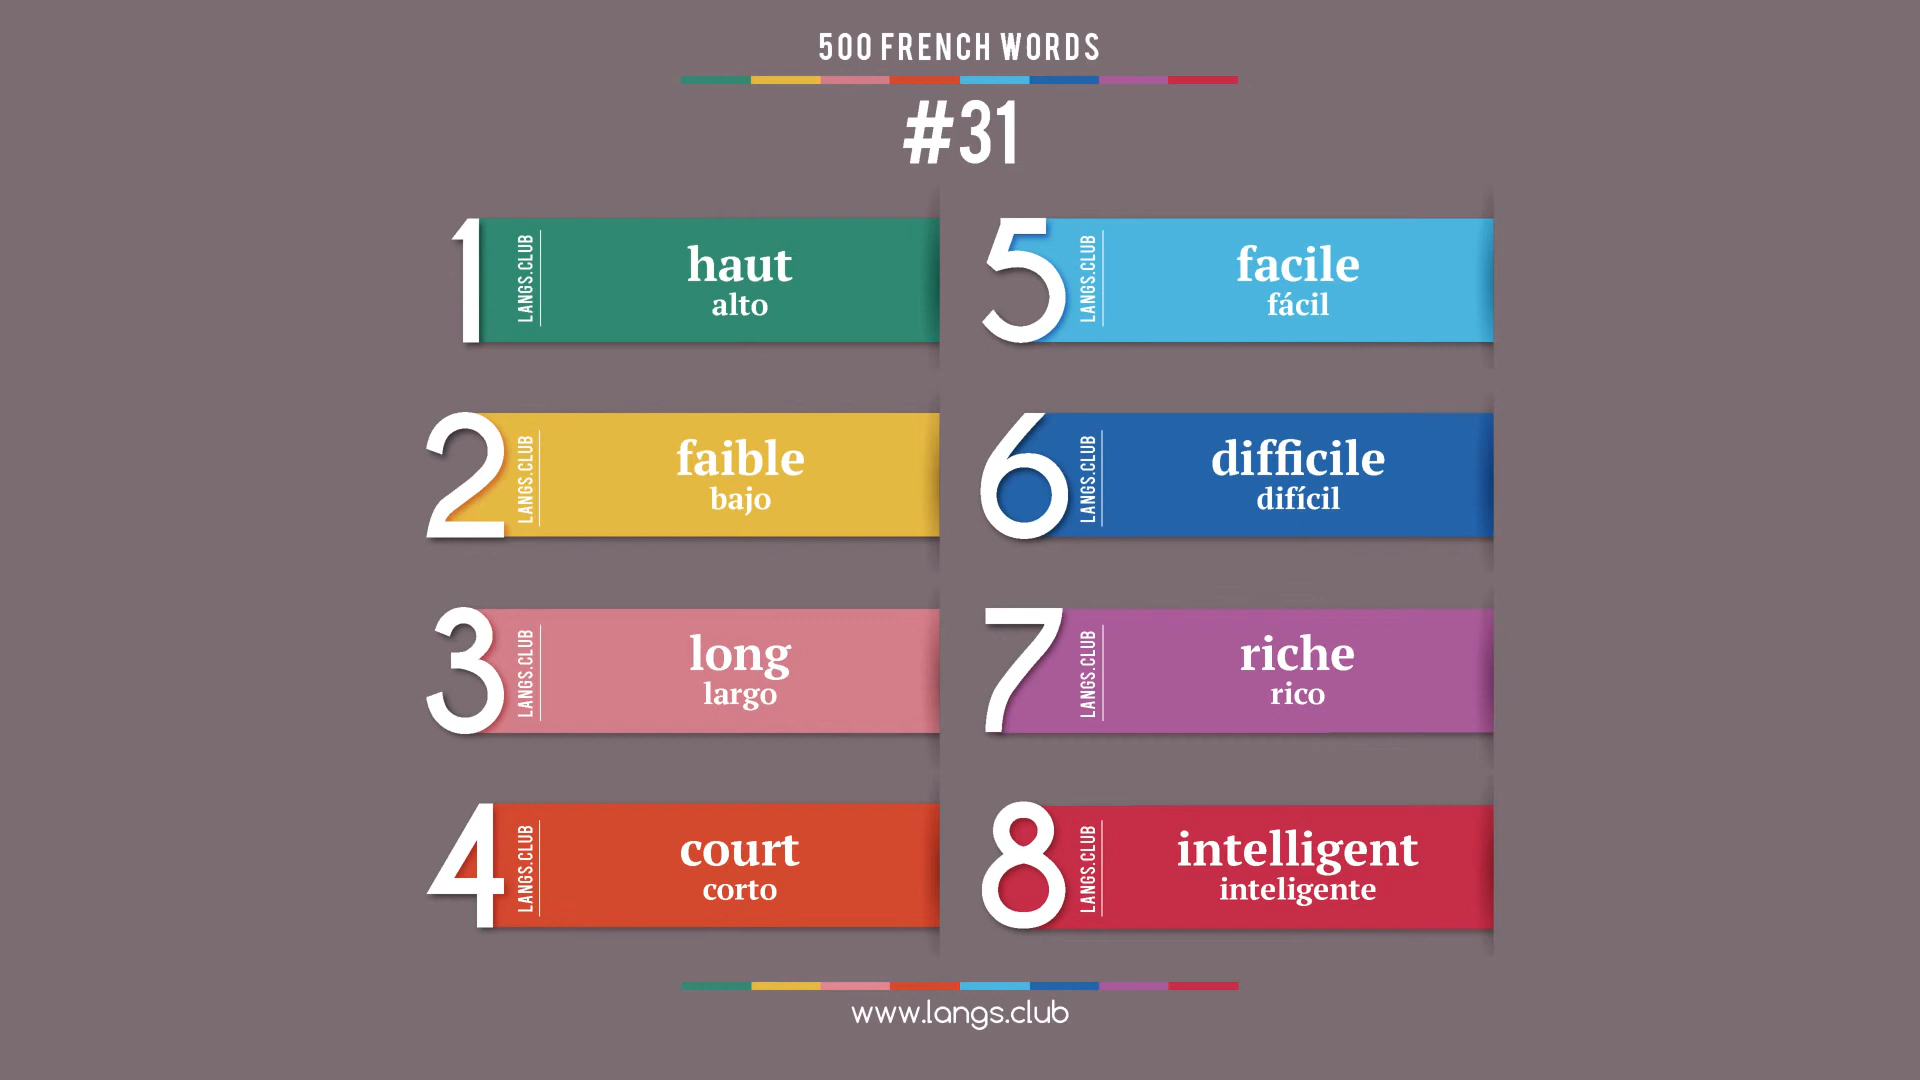 500 FRENCH WORDS
#31
1
LANGS.CLUB
haut
alto
2
LANGS.CLUB
faible
bajo
3
LANGS.CLUB
long
largo
4
LANGS.CLUB
court
corto
5
LANGS.CLUB
facile
fácil
6
LANGS.CLUB
difficile
difícil
7
LANGS.CLUB
riche
rico
8
LANGS.CLUB
intelligent
inteligente
www.langs.club